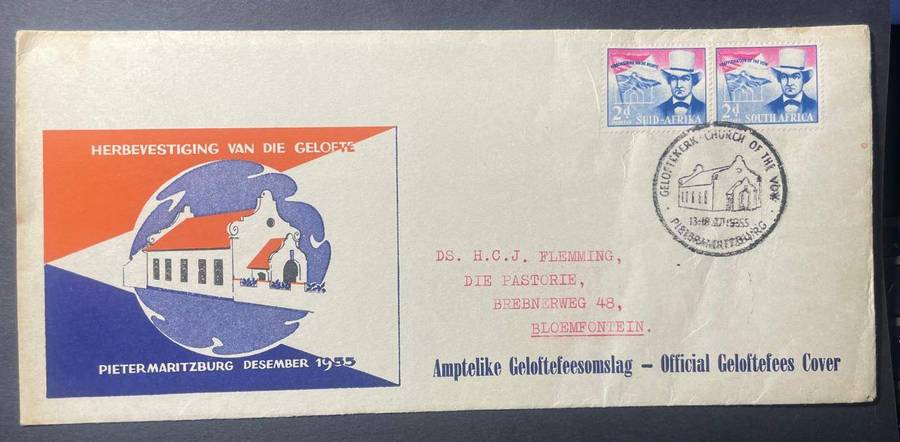 HERBEVESTIGING VAN DIE GELOFTE
PIETERMARITZBURG DESEMBER 1955
2d
SUID-AFRIKA
2d
SOUTH AFRICA
GELOFTEKERK · CHURCH OF THE VOW
PIETERMARITZBURG
DS. H.C.J. FLEMMING,
DIE PASTORIE,
BREBNERWEG 48,
BLOEMFONTEIN.
Amptelike Geloftefeesomslag – Official Geloftefees Cover